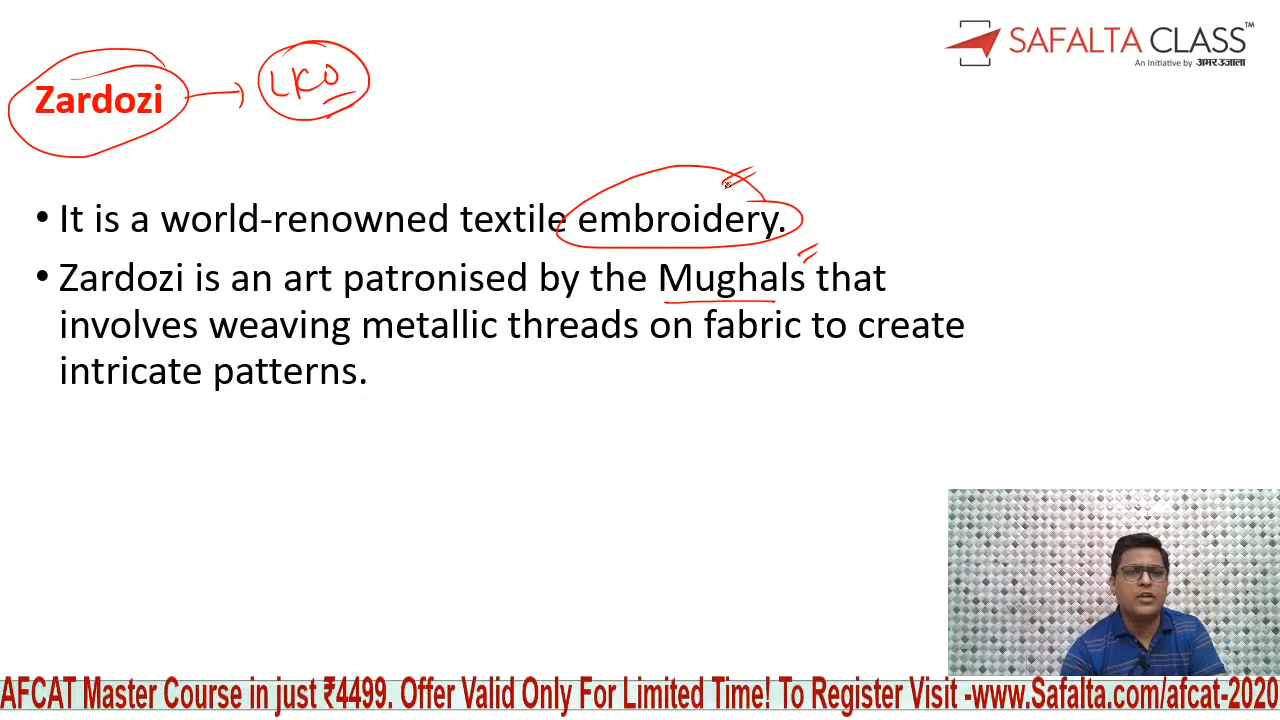 SAFALTA CLASS™
An Initiative by अमर उजाला
Zardozi
LKO
• It is a world-renowned textile embroidery.
• Zardozi is an art patronised by the Mughals that
involves weaving metallic threads on fabric to create
intricate patterns.
AFCAT Master Course in just ₹4499. Offer Valid Only For Limited Time! To Register Visit -www.Safalta.com/afcat-2020